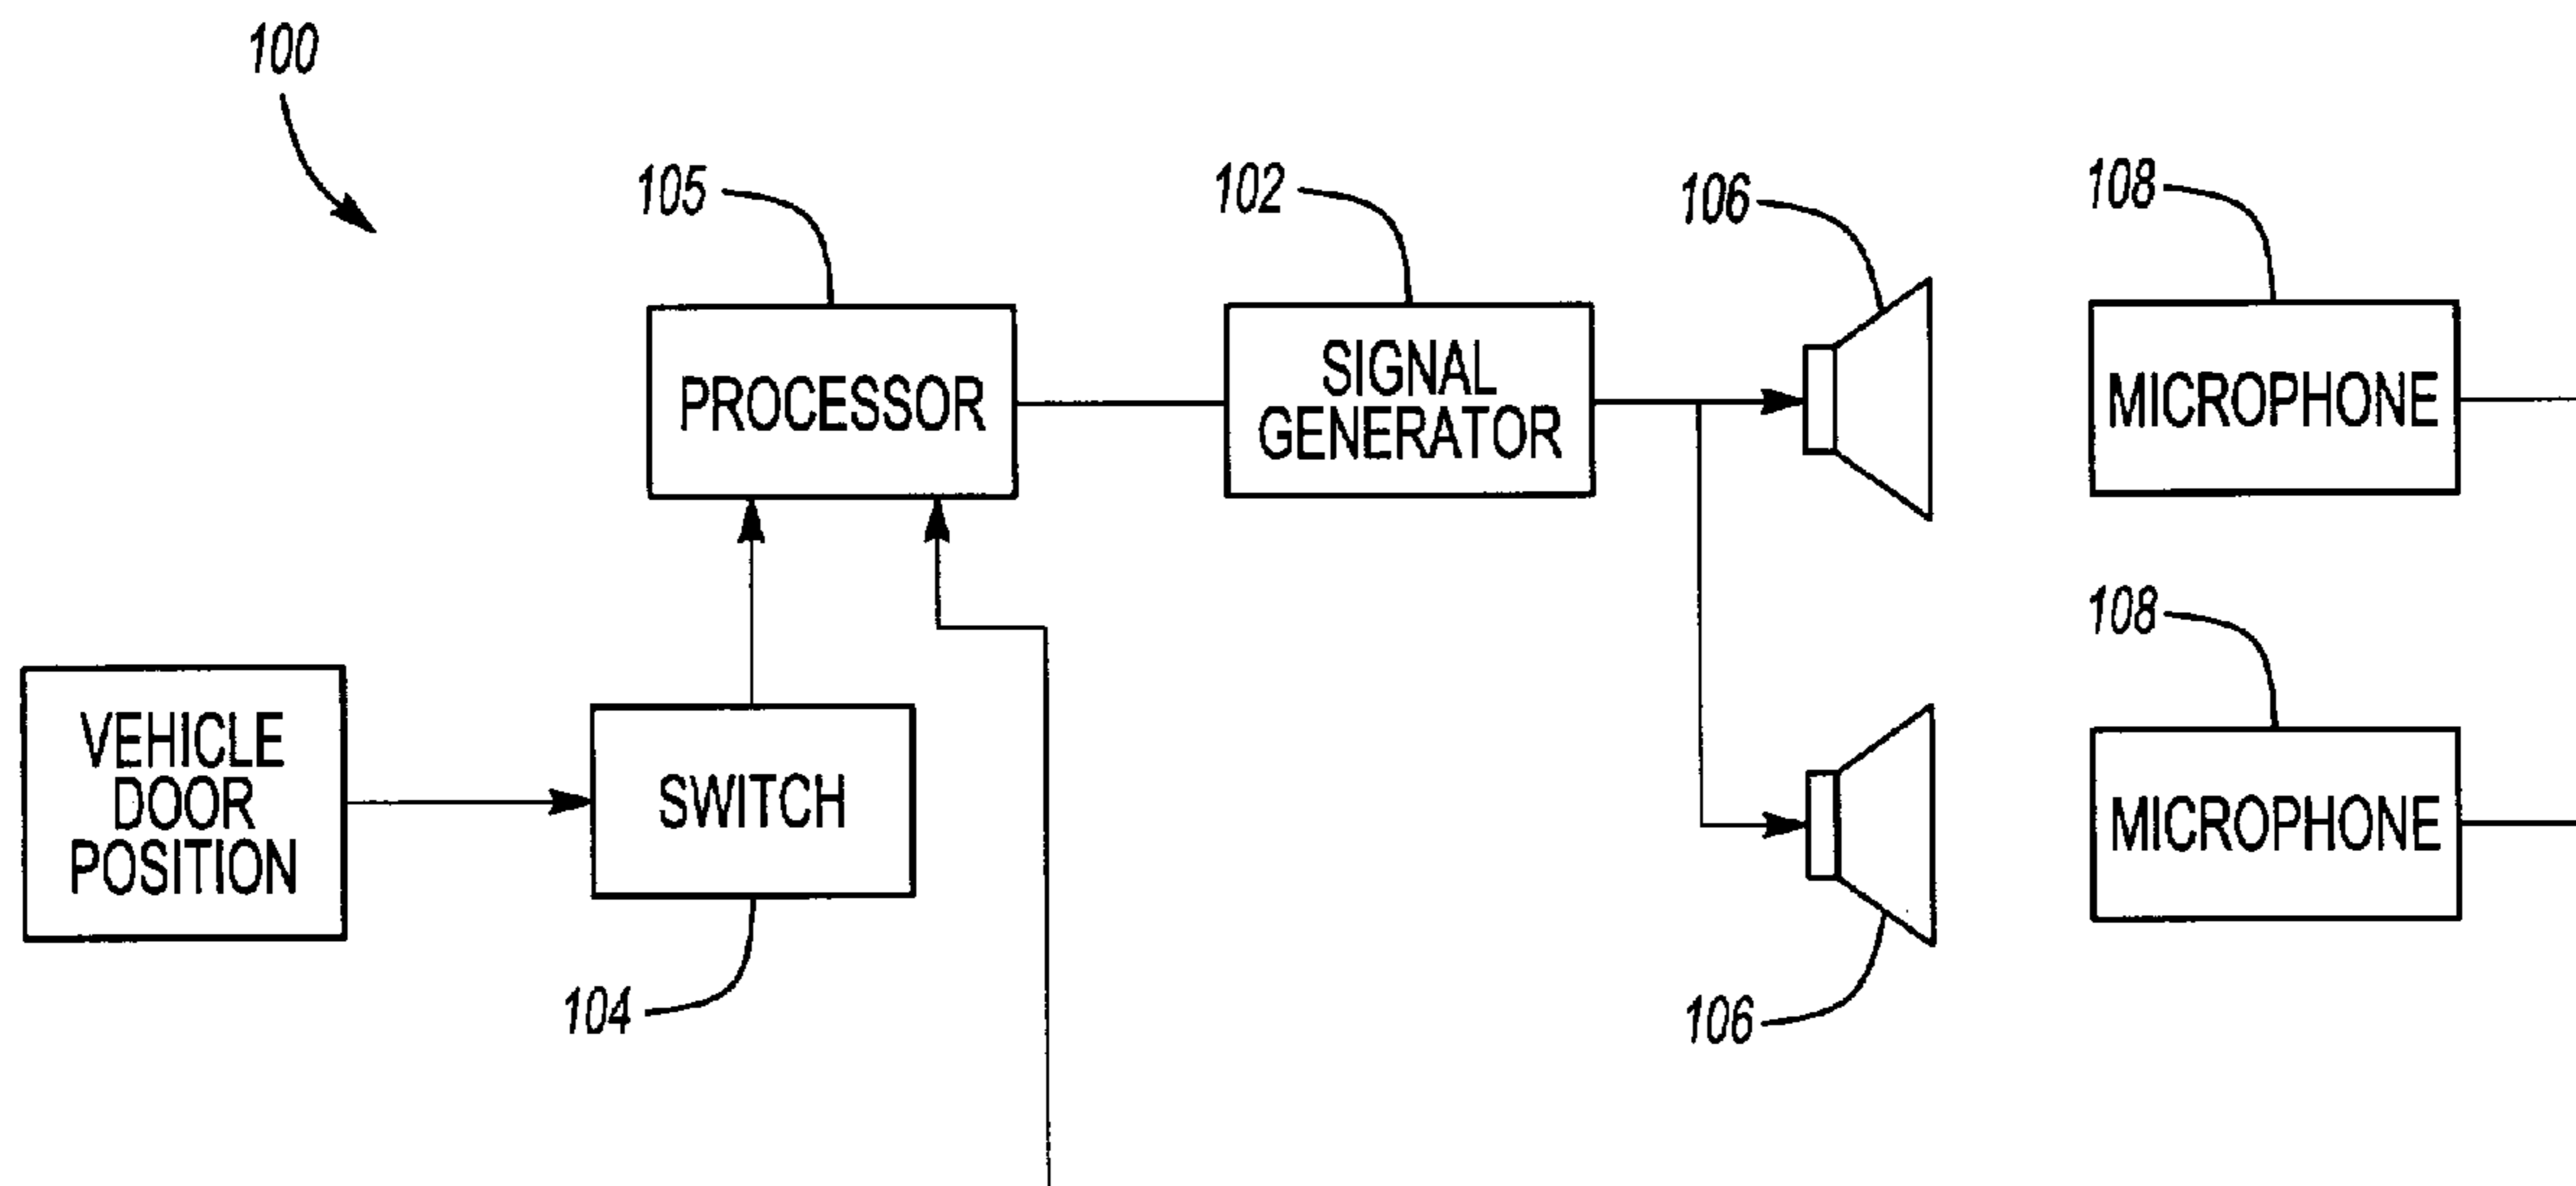 100
105
102
106
108
PROCESSOR
SIGNAL
GENERATOR
MICROPHONE
108
VEHICLE
DOOR
POSITION
SWITCH
MICROPHONE
104
106